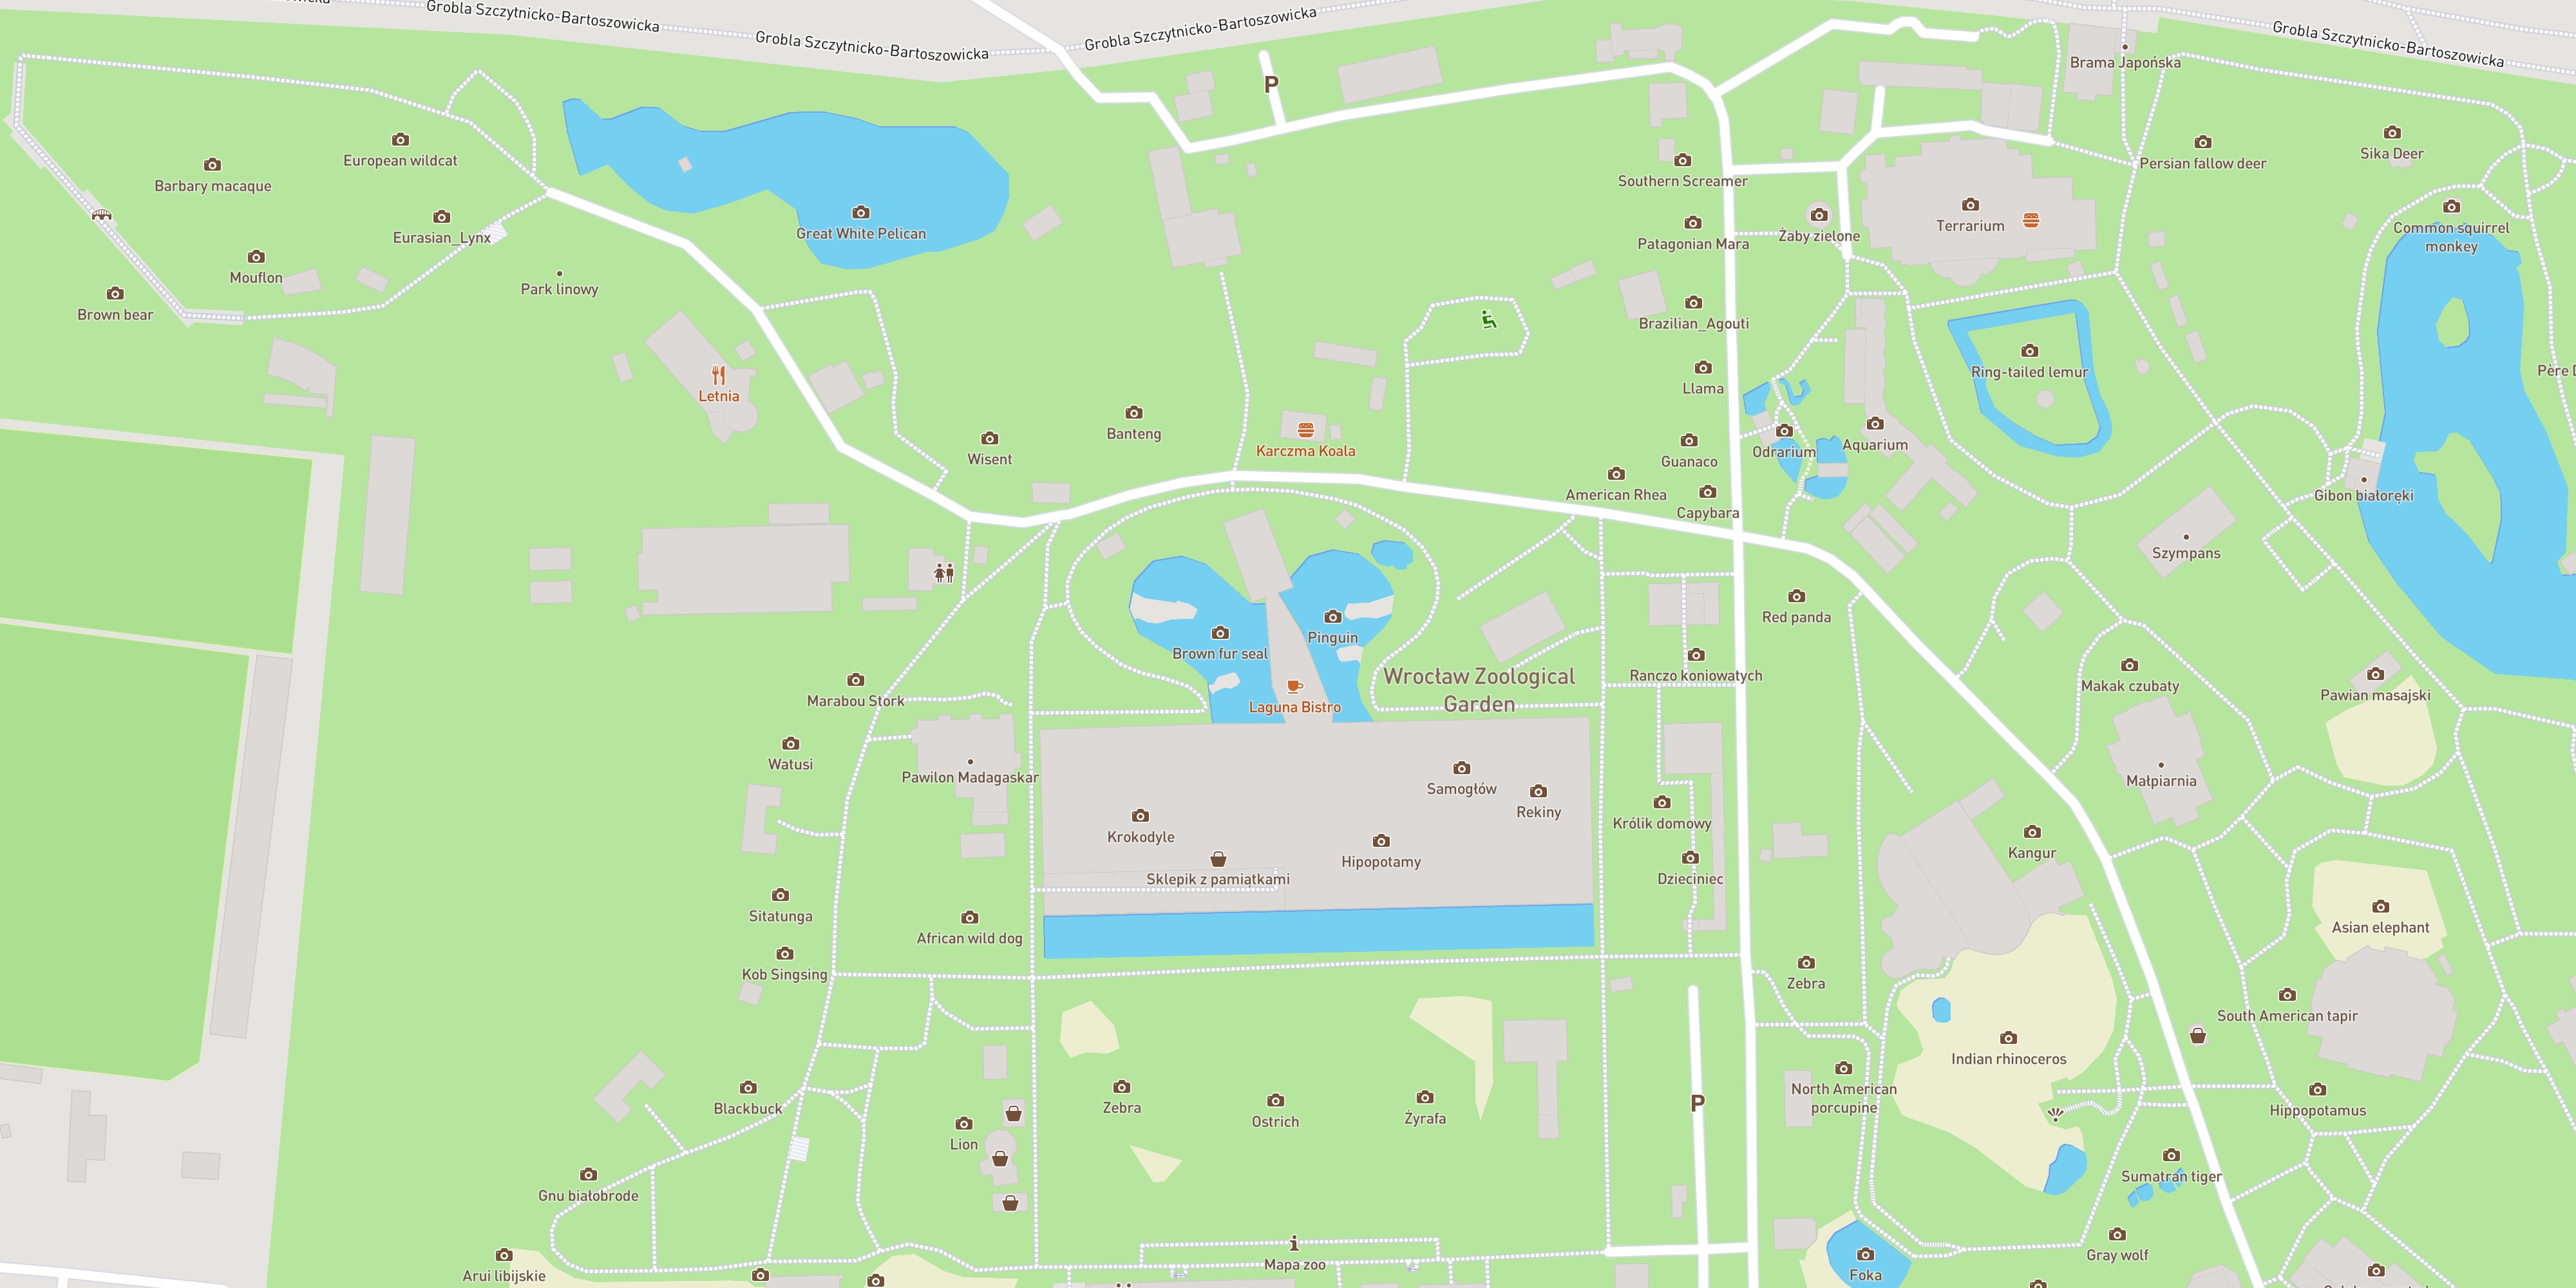 Grobla Szczytnicko-Bartoszowicka
Grobla Szczytnicko-Bartoszowicka
Grobla Szczytnicko-Bartoszowicka
Grobla Szczytnicko-Bartoszowicka
Brama Japońska
P
European wildcat
Barbary macaque
Eurasian_Lynx
Mouflon
Brown bear
Park linowy
Great White Pelican
Southern Screamer
Patagonian Mara
Żaby zielone
Terrarium
Persian fallow deer
Sika Deer
Common squirrel
monkey
Brazilian_Agouti
Llama
Ring-tailed lemur
Père D
Letnia
Wisent
Banteng
Karczma Koala
Guanaco
Odrarium
Aquarium
American Rhea
Capybara
Gibon białoręki
Szympans
Brown fur seal
Pinguin
Red panda
Marabou Stork
Laguna Bistro
Wrocław Zoological
Garden
Ranczo koniowatych
Makak czubaty
Pawian masajski
Watusi
Pawilon Madagaskar
Samogłów
Rekiny
Małpiarnia
Krokodyle
Hipopotamy
Sklepik z pamiątkami
Królik domowy
Dzieciniec
Kangur
Sitatunga
African wild dog
Kob Singsing
Zebra
Asian elephant
South American tapir
Indian rhinoceros
Blackbuck
Lion
Zebra
Ostrich
Żyrafa
P
North American
porcupine
Hippopotamus
Gnu białobrode
Sumatran tiger
Arui libijskie
Mapa zoo
Foka
Gray wolf